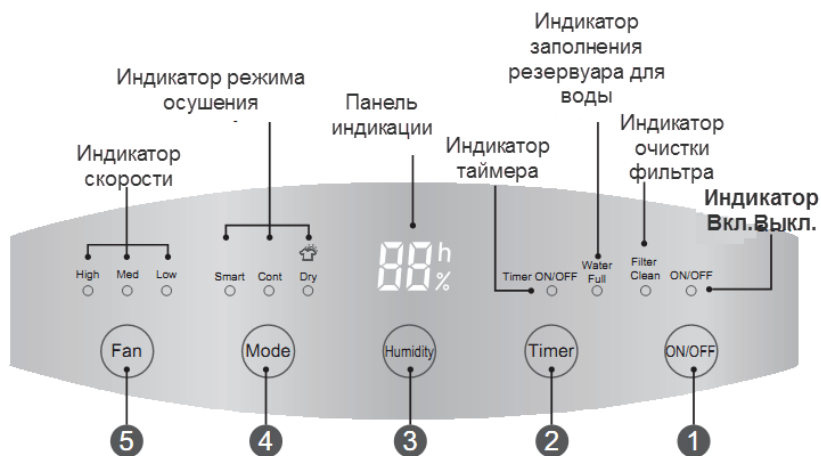 Индикатор
заполнения
резервуара для
воды
Индикатор режима
осушения
Панель
индикации
Индикатор
очистки
фильтра
Индикатор
таймера
Индикатор
скорости
Индикатор
Вкл.Выкл.
High Med Low
Smart Cont Dry
88 h
%
Timer ON/OFF
Water
Full
Filter
Clean
ON/OFF
Fan
Mode
Humidity
Timer
ON/OFF
5 4 3 2 1